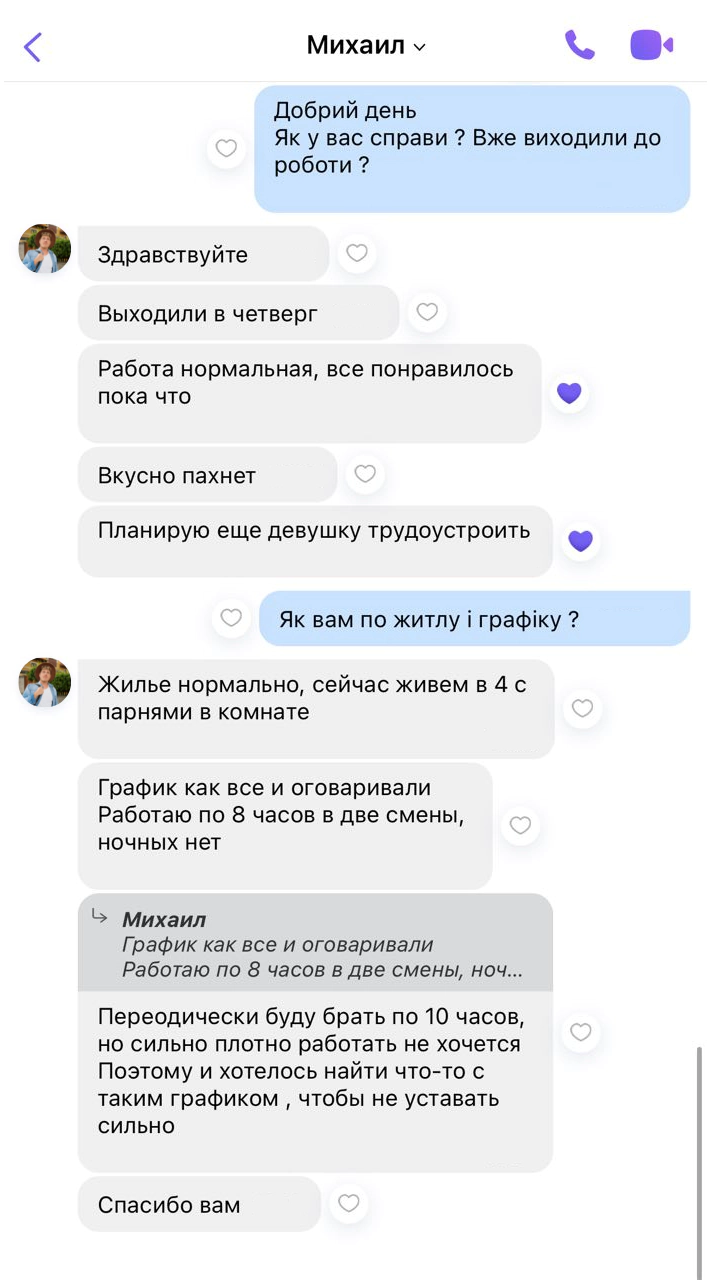 Михаил
Добрий день
Як у вас справи ? Вже виходили до
роботи ?
Здравствуйте
Выходили в четверг
Работа нормальная, все понравилось
пока что
Вкусно пахнет
Планирую еще девушку трудоустроить
Як вам по житлу і графіку ?
Жилье нормально, сейчас живем в 4 с
парнями в комнате
График как все и оговаривали
Работаю по 8 часов в две смены,
ночных нет
Михаил
График как все и оговаривали
Работаю по 8 часов в две смены, ноч...
Переодически буду брать по 10 часов,
но сильно плотно работать не хочется
Поэтому и хотелось найти что-то с
таким графиком , чтобы не уставать
сильно
Спасибо вам